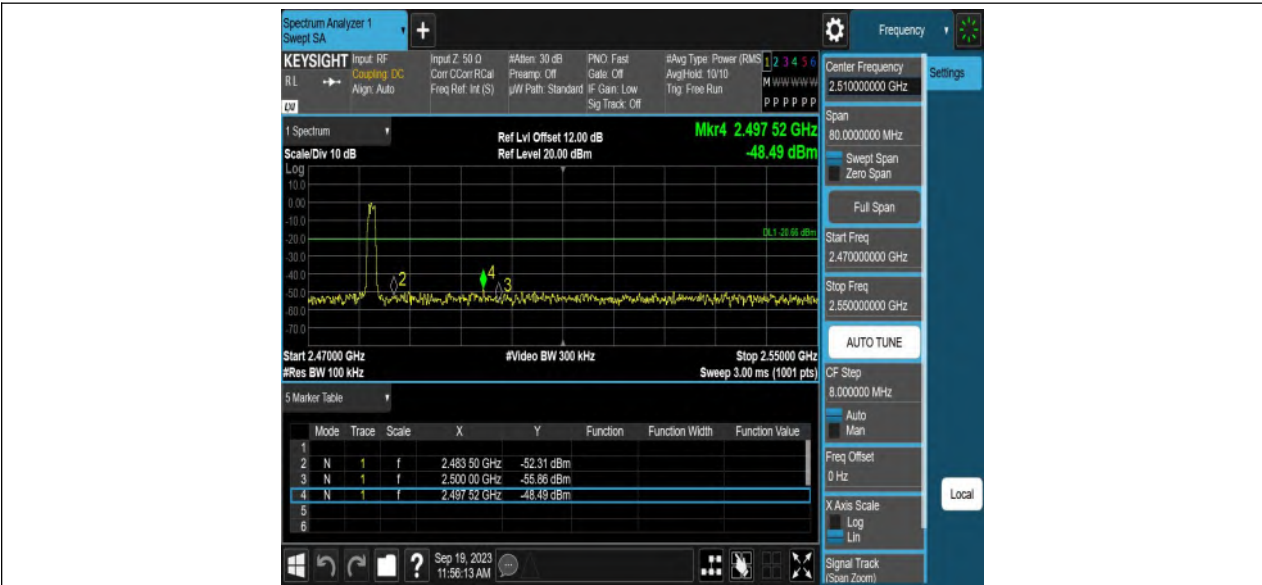 Spectrum Analyzer 1
Swept SA
+
Frequency
KEYSIGHT
RL
LXI
Input: RF
Coupling: DC
Align: Auto
Input Z: 50 Ω
Corr CCorr RCal
Freq Ref: Int (S)
#Atten: 30 dB
Preamp: Off
µW Path: Standard
PNO: Fast
Gate: Off
IF Gain: Low
Sig Track: Off
#Avg Type: Power (RMS
Avg|Hold: 10/10
Trig: Free Run
1 2 3 4 5 6
M W W W W W
P P P P P P
1 Spectrum
Scale/Div 10 dB
Ref Lvl Offset 12.00 dB
Ref Level 20.00 dBm
Mkr4 2.497 52 GHz
-48.49 dBm
Log
10.0
0.00
-10.0
-20.0
-30.0
-40.0
-50.0
-60.0
-70.0
DL1 -20.66 dBm
2
4
3
Start 2.47000 GHz
#Video BW 300 kHz
Stop 2.55000 GHz
#Res BW 100 kHz
Sweep 3.00 ms (1001 pts)
5 Marker Table
Mode Trace Scale X Y Function Function Width Function Value
1
2 N 1 f 2.483 50 GHz -52.31 dBm
3 N 1 f 2.500 00 GHz -55.86 dBm
4 N 1 f 2.497 52 GHz -48.49 dBm
5
6
?
Sep 19, 2023
11:56:13 AM
Center Frequency
2.510000000 GHz
Settings
Span
80.0000000 MHz
Swept Span
Zero Span
Full Span
Start Freq
2.470000000 GHz
Stop Freq
2.550000000 GHz
AUTO TUNE
CF Step
8.000000 MHz
Auto
Man
Freq Offset
0 Hz
X Axis Scale
Log
Lin
Signal Track
(Span Zoom)
Local